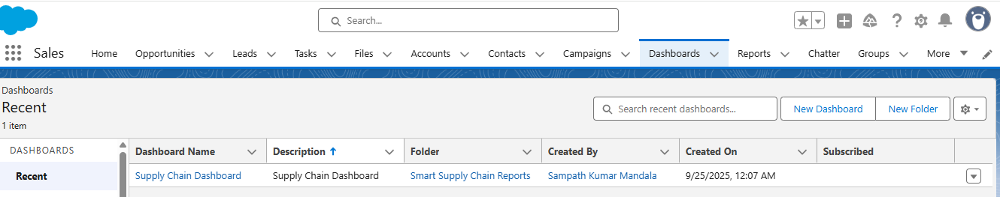 Search...
Sales Home Opportunities Leads Tasks Files Accounts Contacts Campaigns Dashboards Reports Chatter Groups More
Dashboards
Recent
1 item
Search recent dashboards... New Dashboard New Folder
DASHBOARDS
Recent
Dashboard Name Description Folder Created By Created On Subscribed
Supply Chain Dashboard Supply Chain Dashboard Smart Supply Chain Reports Sampath Kumar Mandala 9/25/2025, 12:07 AM